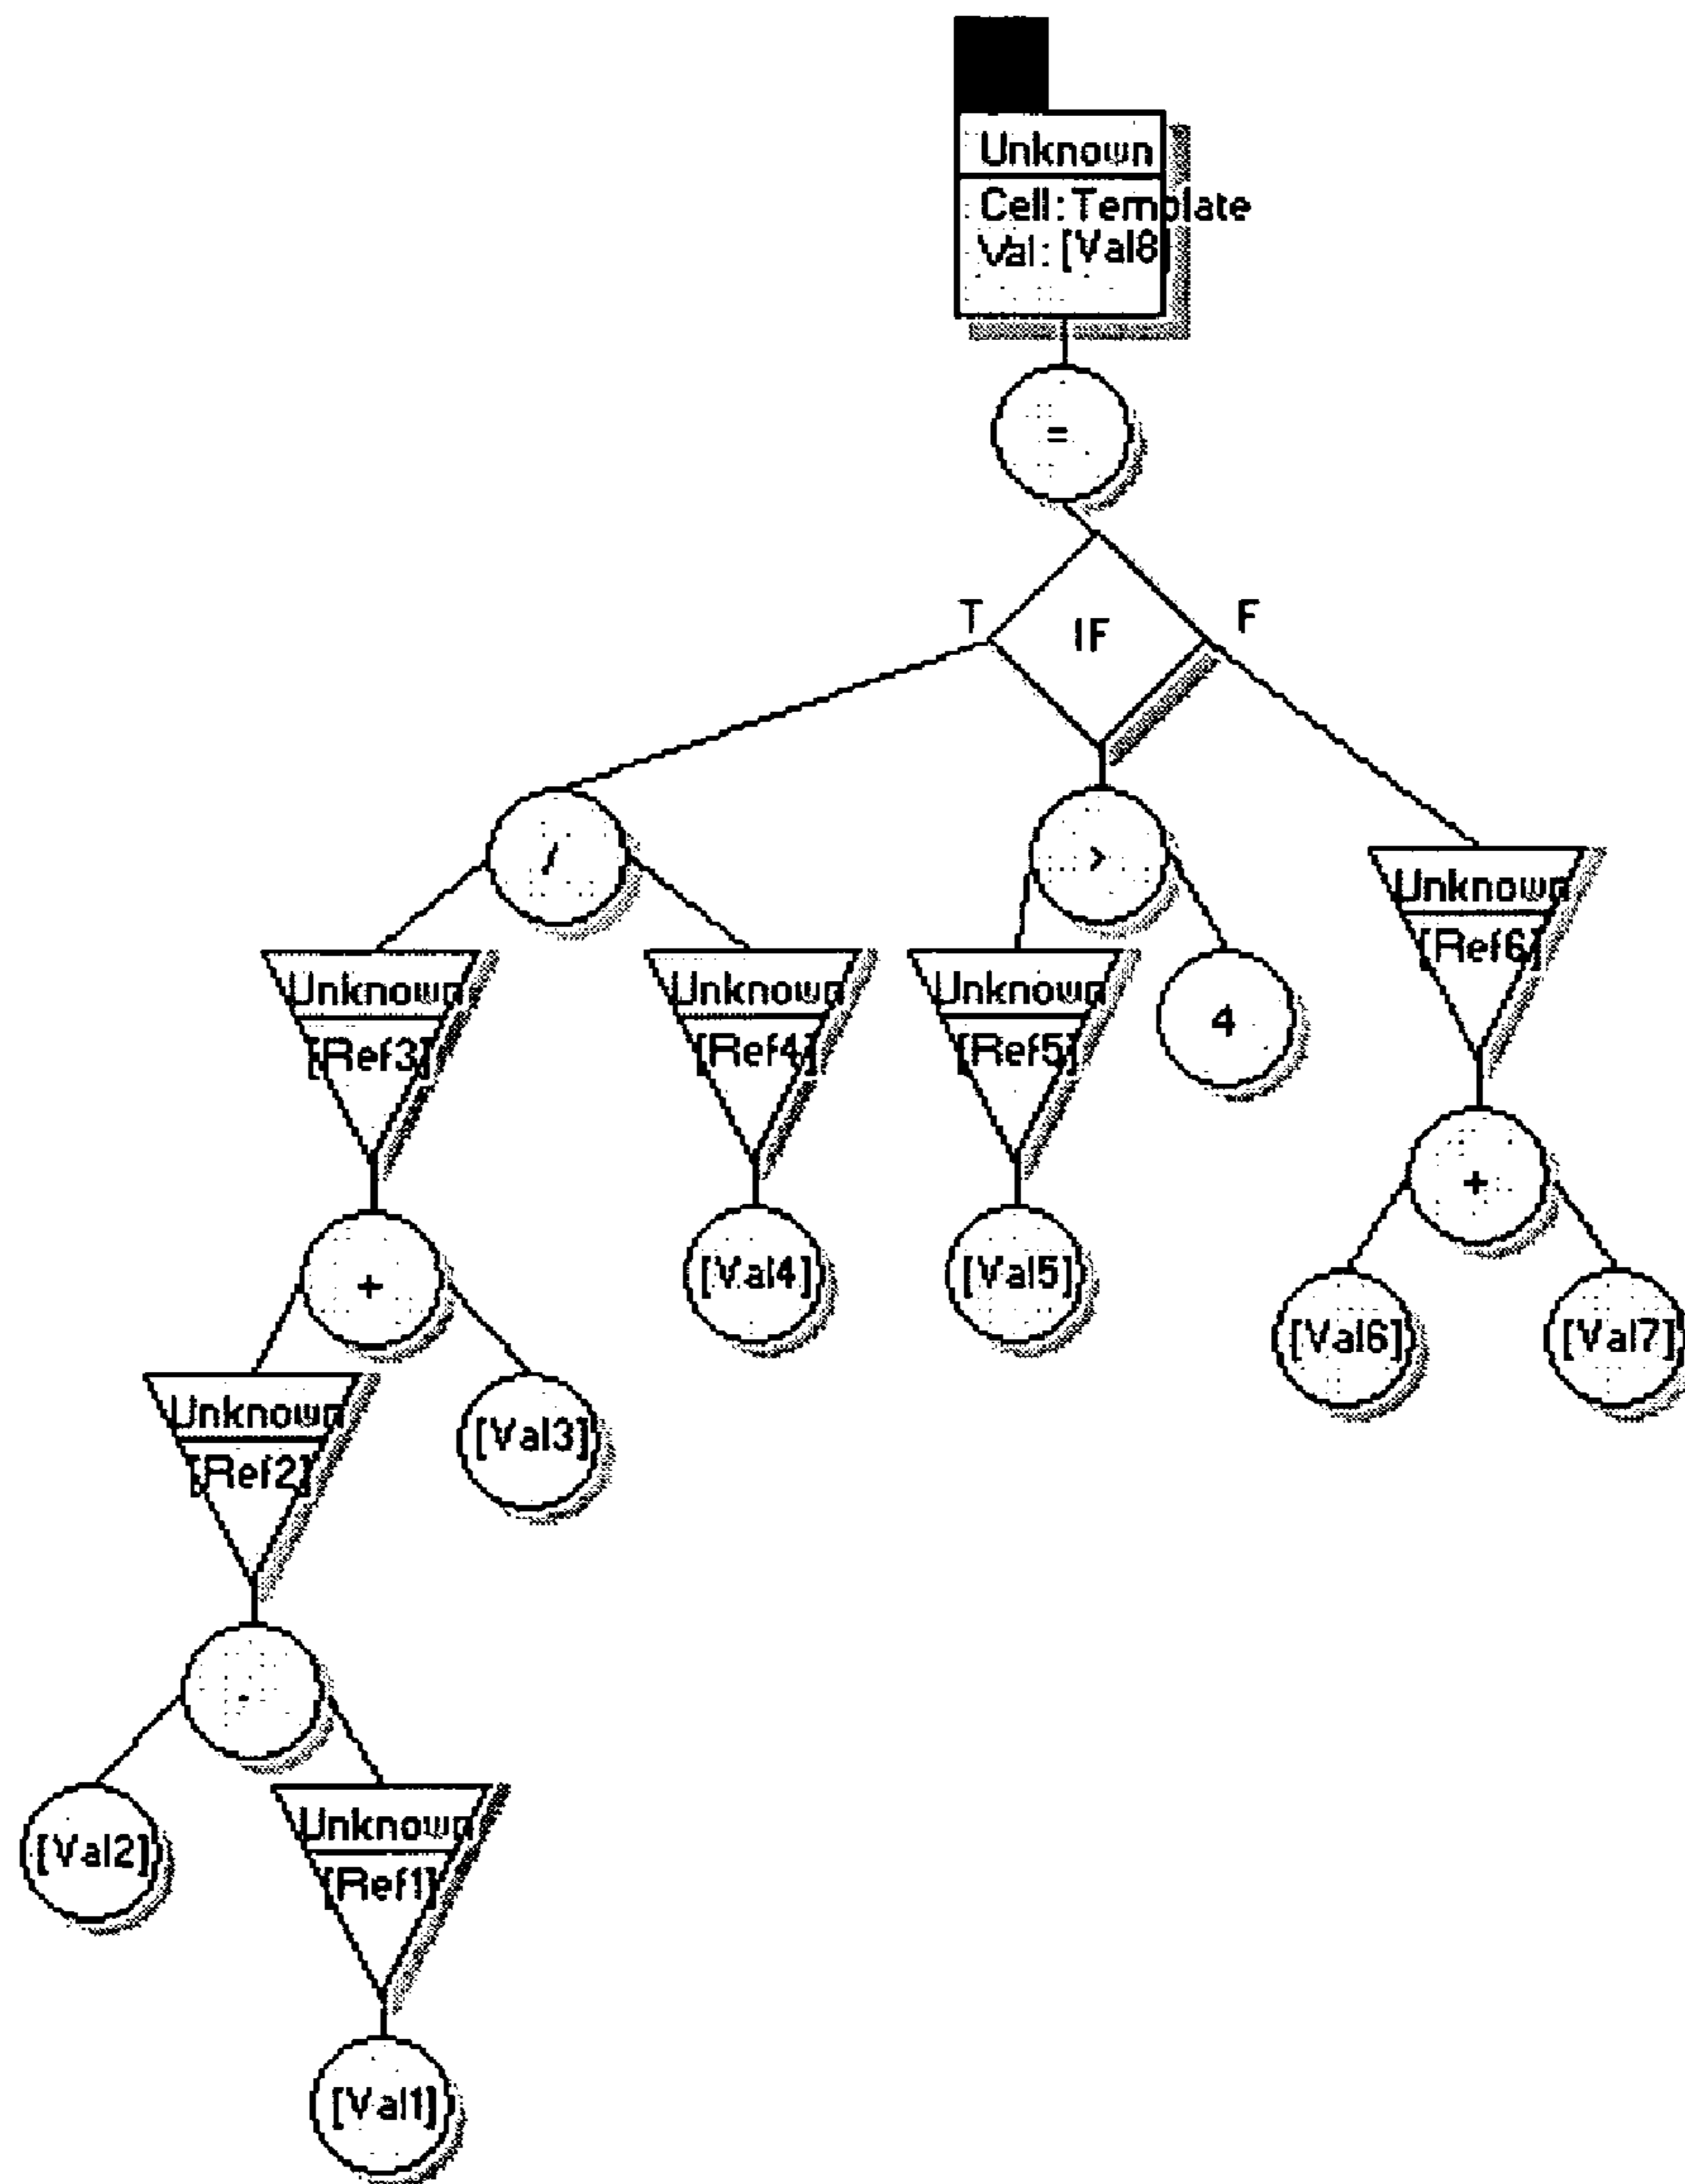 Unknown
Cell: Template
Val: [Val8]
=
T
IF
F
/
>
Unknown
[Ref6]
Unknown
[Ref3]
Unknown
[Ref4]
Unknown
[Ref5]
4
+
+
[Val4]
[Val5]
[Val6]
[Val7]
Unknown
[Ref2]
[Val3]
-
[Val2]
Unknown
[Ref1]
[Val1]